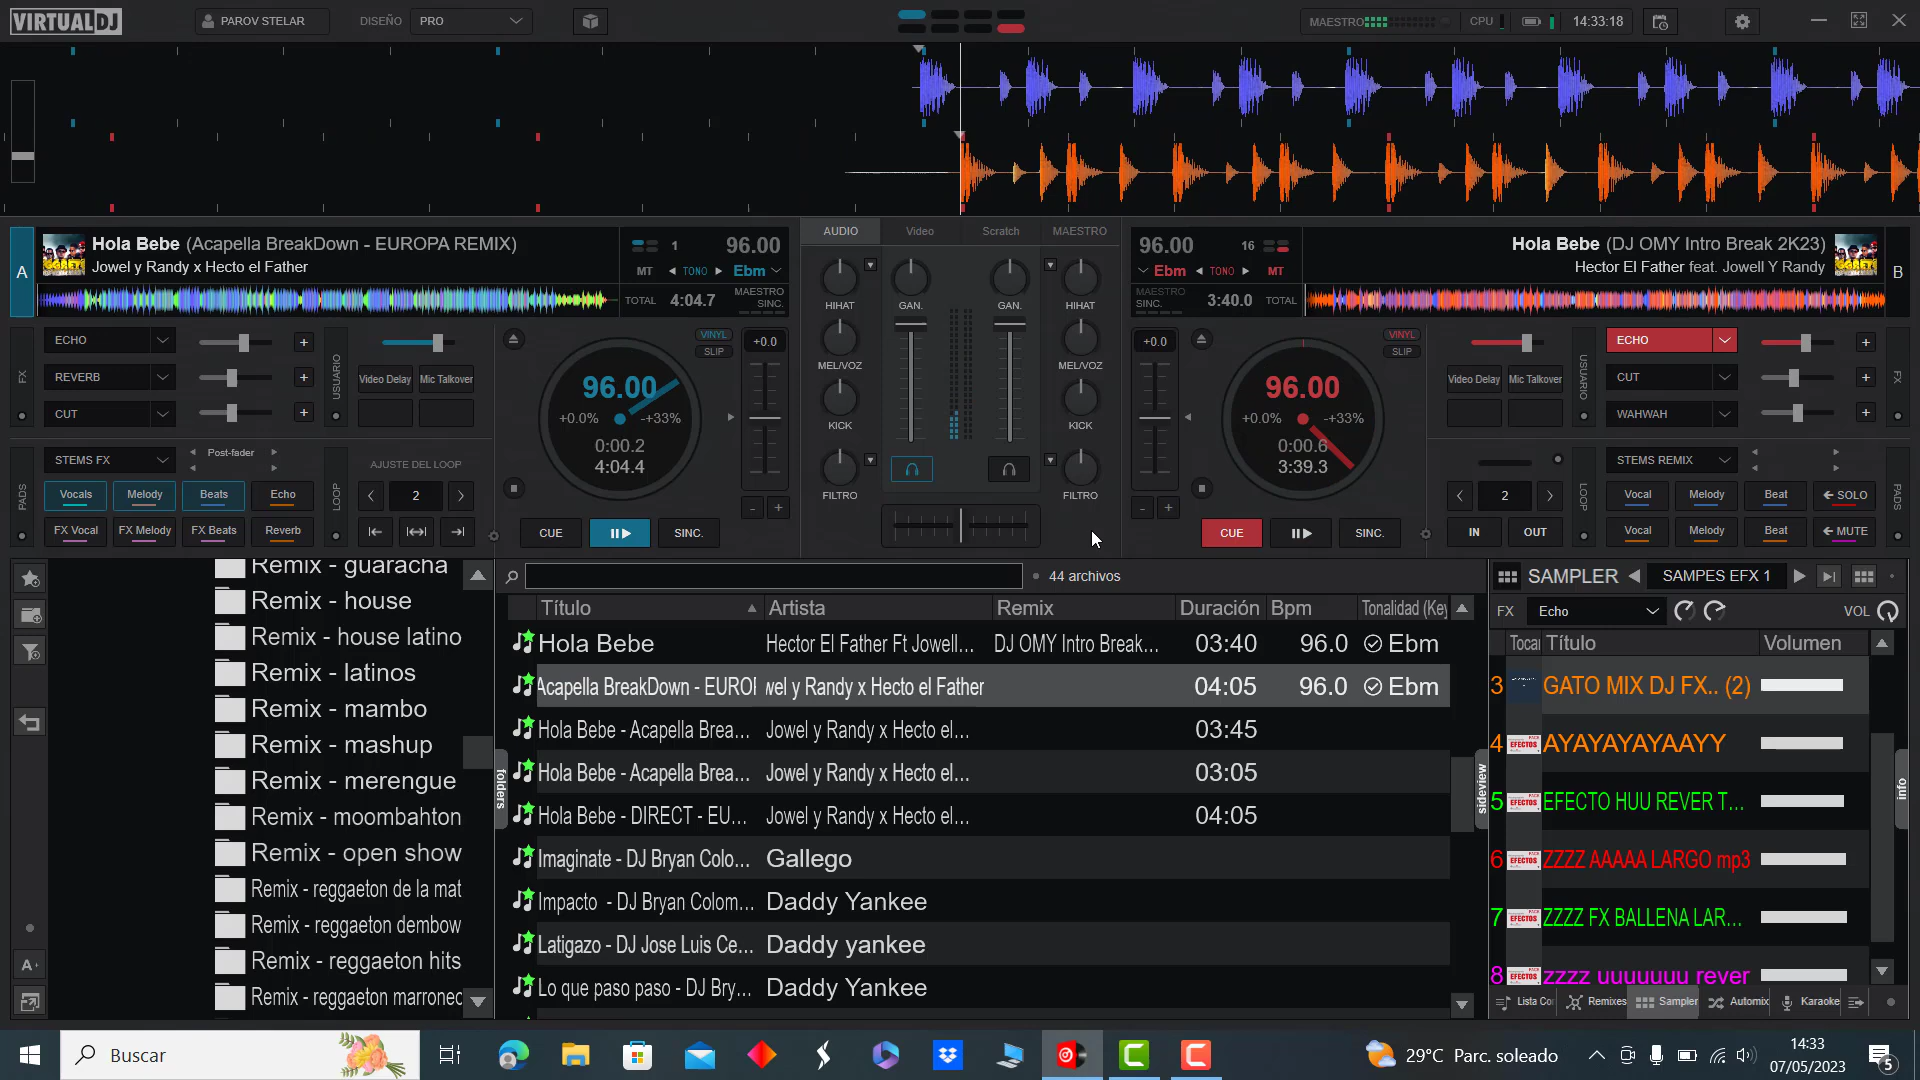 VIRTUALDJ
PAROV STELAR
DISEÑO
PRO
MAESTRO
CPU
14:33:18
A
Hola Bebe (Acapella BreakDown - EUROPA REMIX)
Jowel y Randy x Hecto el Father
1
96.00
MT
TONO
Ebm
TOTAL
4:04.7
MAESTRO
SINC.
AUDIO
Video
Scratch
MAESTRO
96.00
16
Ebm
TONO
MT
MAESTRO
SINC.
3:40.0
TOTAL
Hola Bebe (DJ OMY Intro Break 2K23)
Hector El Father feat. Jowell Y Randy
B
FX
ECHO
REVERB
CUT
USUARIO
Video Delay
Mic Talkover
VINYL
SLIP
+0.0
96.00
+0.0%
-+33%
0:00.2
4:04.4
HIHAT
MEL/VOZ
KICK
FILTRO
GAN.
GAN.
HIHAT
MEL/VOZ
KICK
FILTRO
+0.0
VINYL
SLIP
96.00
+0.0%
-+33%
0:00.6
3:39.3
Video Delay
Mic Talkover
USUARIO
ECHO
CUT
WAHWAH
FX
PADS
STEMS FX
Post-fader
Vocals
Melody
Beats
Echo
FX Vocal
FX Melody
FX Beats
Reverb
LOOP
AJUSTE DEL LOOP
2
CUE
SINC.
- +
- +
CUE
SINC.
2
IN
OUT
LOOP
STEMS REMIX
Vocal
Melody
Beat
SOLO
Vocal
Melody
Beat
MUTE
PADS
Remix - guaracha
Remix - house
Remix - house latino
Remix - latinos
Remix - mambo
Remix - mashup
Remix - merengue
Remix - moombahton
Remix - open show
Remix - reggaeton de la mat
Remix - reggaeton dembow
Remix - reggaeton hits
Remix - reggaeton marroneo
A+
folders
44 archivos
Título
Artista
Remix
Duración
Bpm
Tonalidad (Key
Hola Bebe
Hector El Father Ft Jowell...
DJ OMY Intro Break...
03:40
96.0
Ebm
Acapella BreakDown - EUROI
wel y Randy x Hecto el Father
04:05
96.0
Ebm
Hola Bebe - Acapella Brea...
Jowel y Randy x Hecto el...
03:45
Hola Bebe - Acapella Brea...
Jowel y Randy x Hecto el...
03:05
Hola Bebe - DIRECT - EU...
Jowel y Randy x Hecto el...
04:05
Imaginate - DJ Bryan Colo...
Gallego
Impacto - DJ Bryan Colom...
Daddy Yankee
Latigazo - DJ Jose Luis Ce...
Daddy yankee
Lo que paso paso - DJ Bry...
Daddy Yankee
sideview
SAMPLER
SAMPES EFX 1
FX
Echo
VOL
Tocar
Título
Volumen
3
GATO MIX DJ FX.. (2)
4
EFECTOS
AYAYAYAYAAYY
5
EFECTOS
EFECTO HUU REVER T...
6
EFECTOS
ZZZZ AAAAA LARGO mp3
7
EFECTOS
ZZZZ FX BALLENA LAR...
8
EFECTOS
zzzz uuuuuuu rever
info
Lista Co
Remixes
Sampler
Automix
Karaoke
Buscar
29°C Parc. soleado
14:33
07/05/2023
5